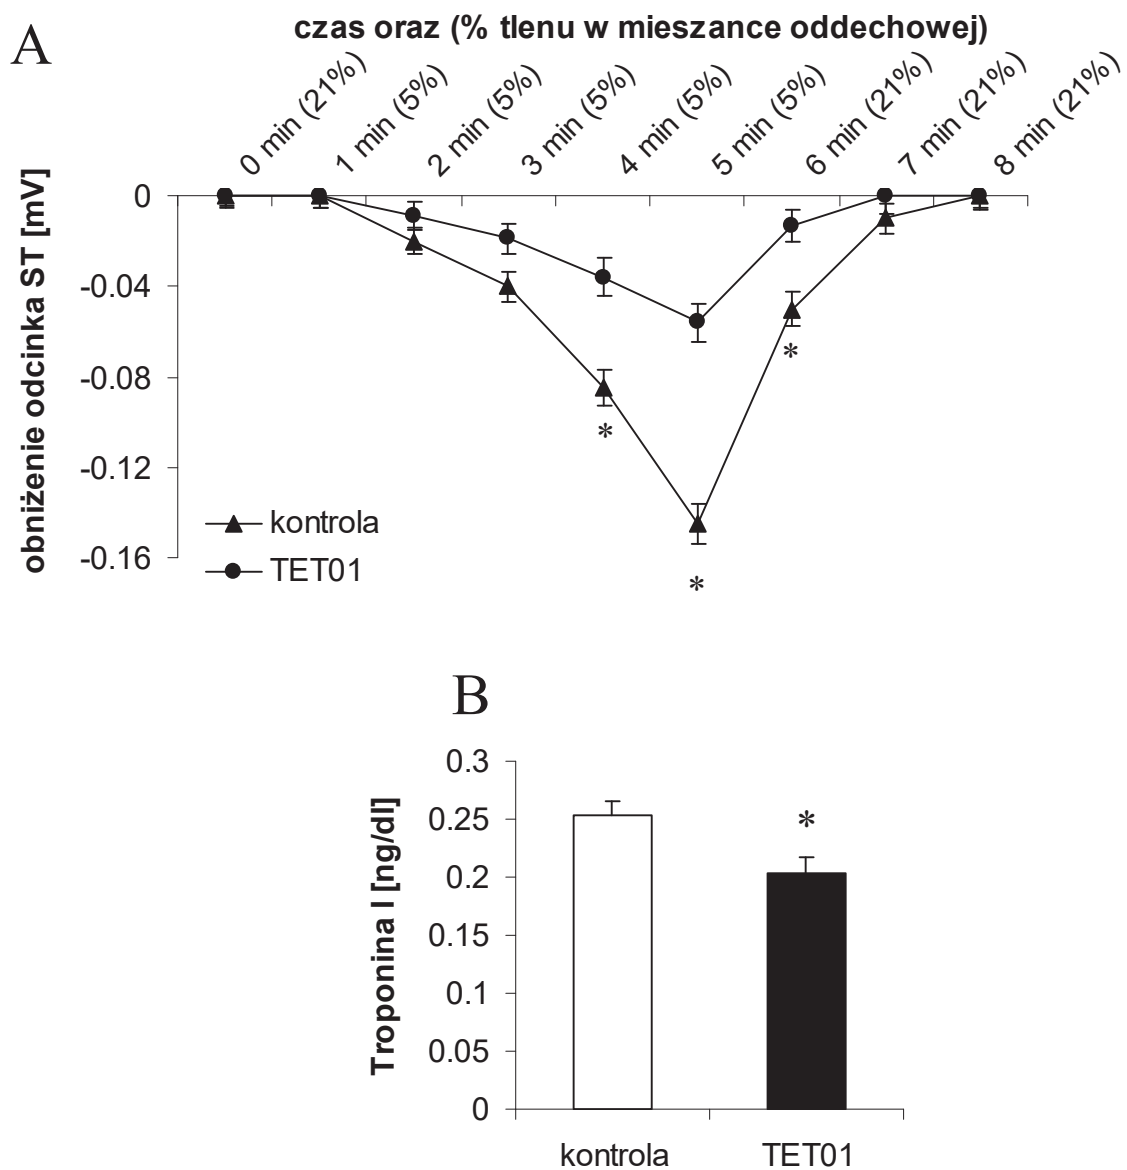 A
czas oraz (% tlenu w mieszance oddechowej)
0 min (21%)
1 min (5%)
2 min (5%)
3 min (5%)
4 min (5%)
5 min (5%)
6 min (21%)
7 min (21%)
8 min (21%)
obniżenie odcinka ST [mV]
0
-0.04
-0.08
-0.12
-0.16
*
*
*
kontrola
TET01
B
Troponina I [ng/dl]
0.3
0.25
0.2
0.15
0.1
0.05
0
*
kontrola
TET01